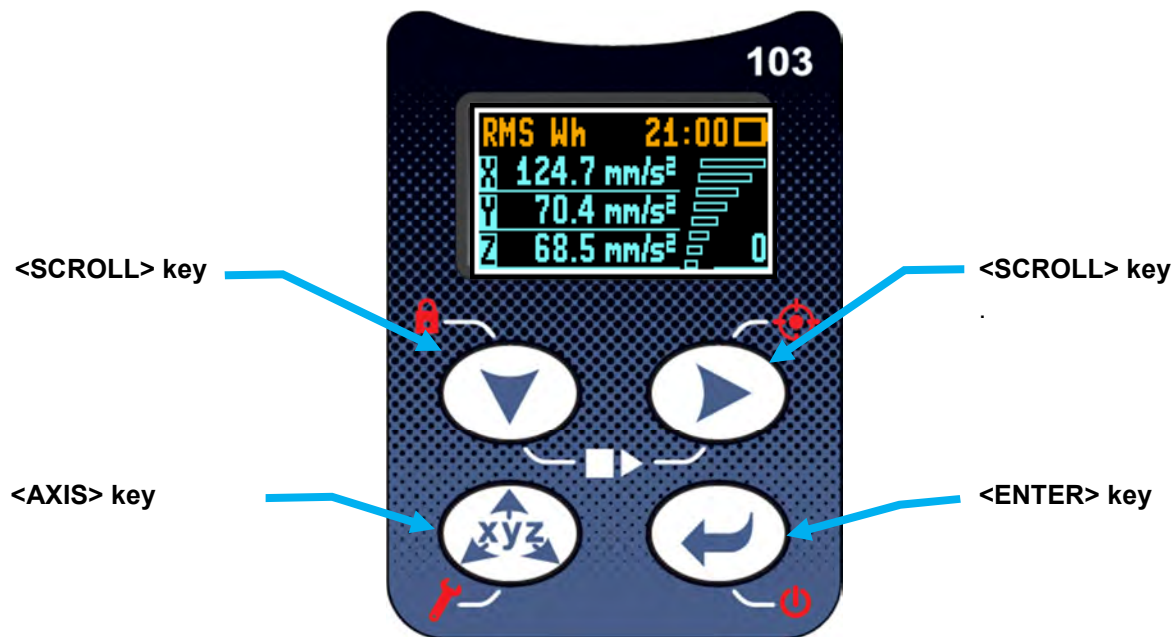 103
RMS Wh 21:00
X 124.7 mm/s²
Y 70.4 mm/s²
Z 68.5 mm/s² 0
<SCROLL> key
<SCROLL> key
.
<AXIS> key
xyz
<ENTER> key